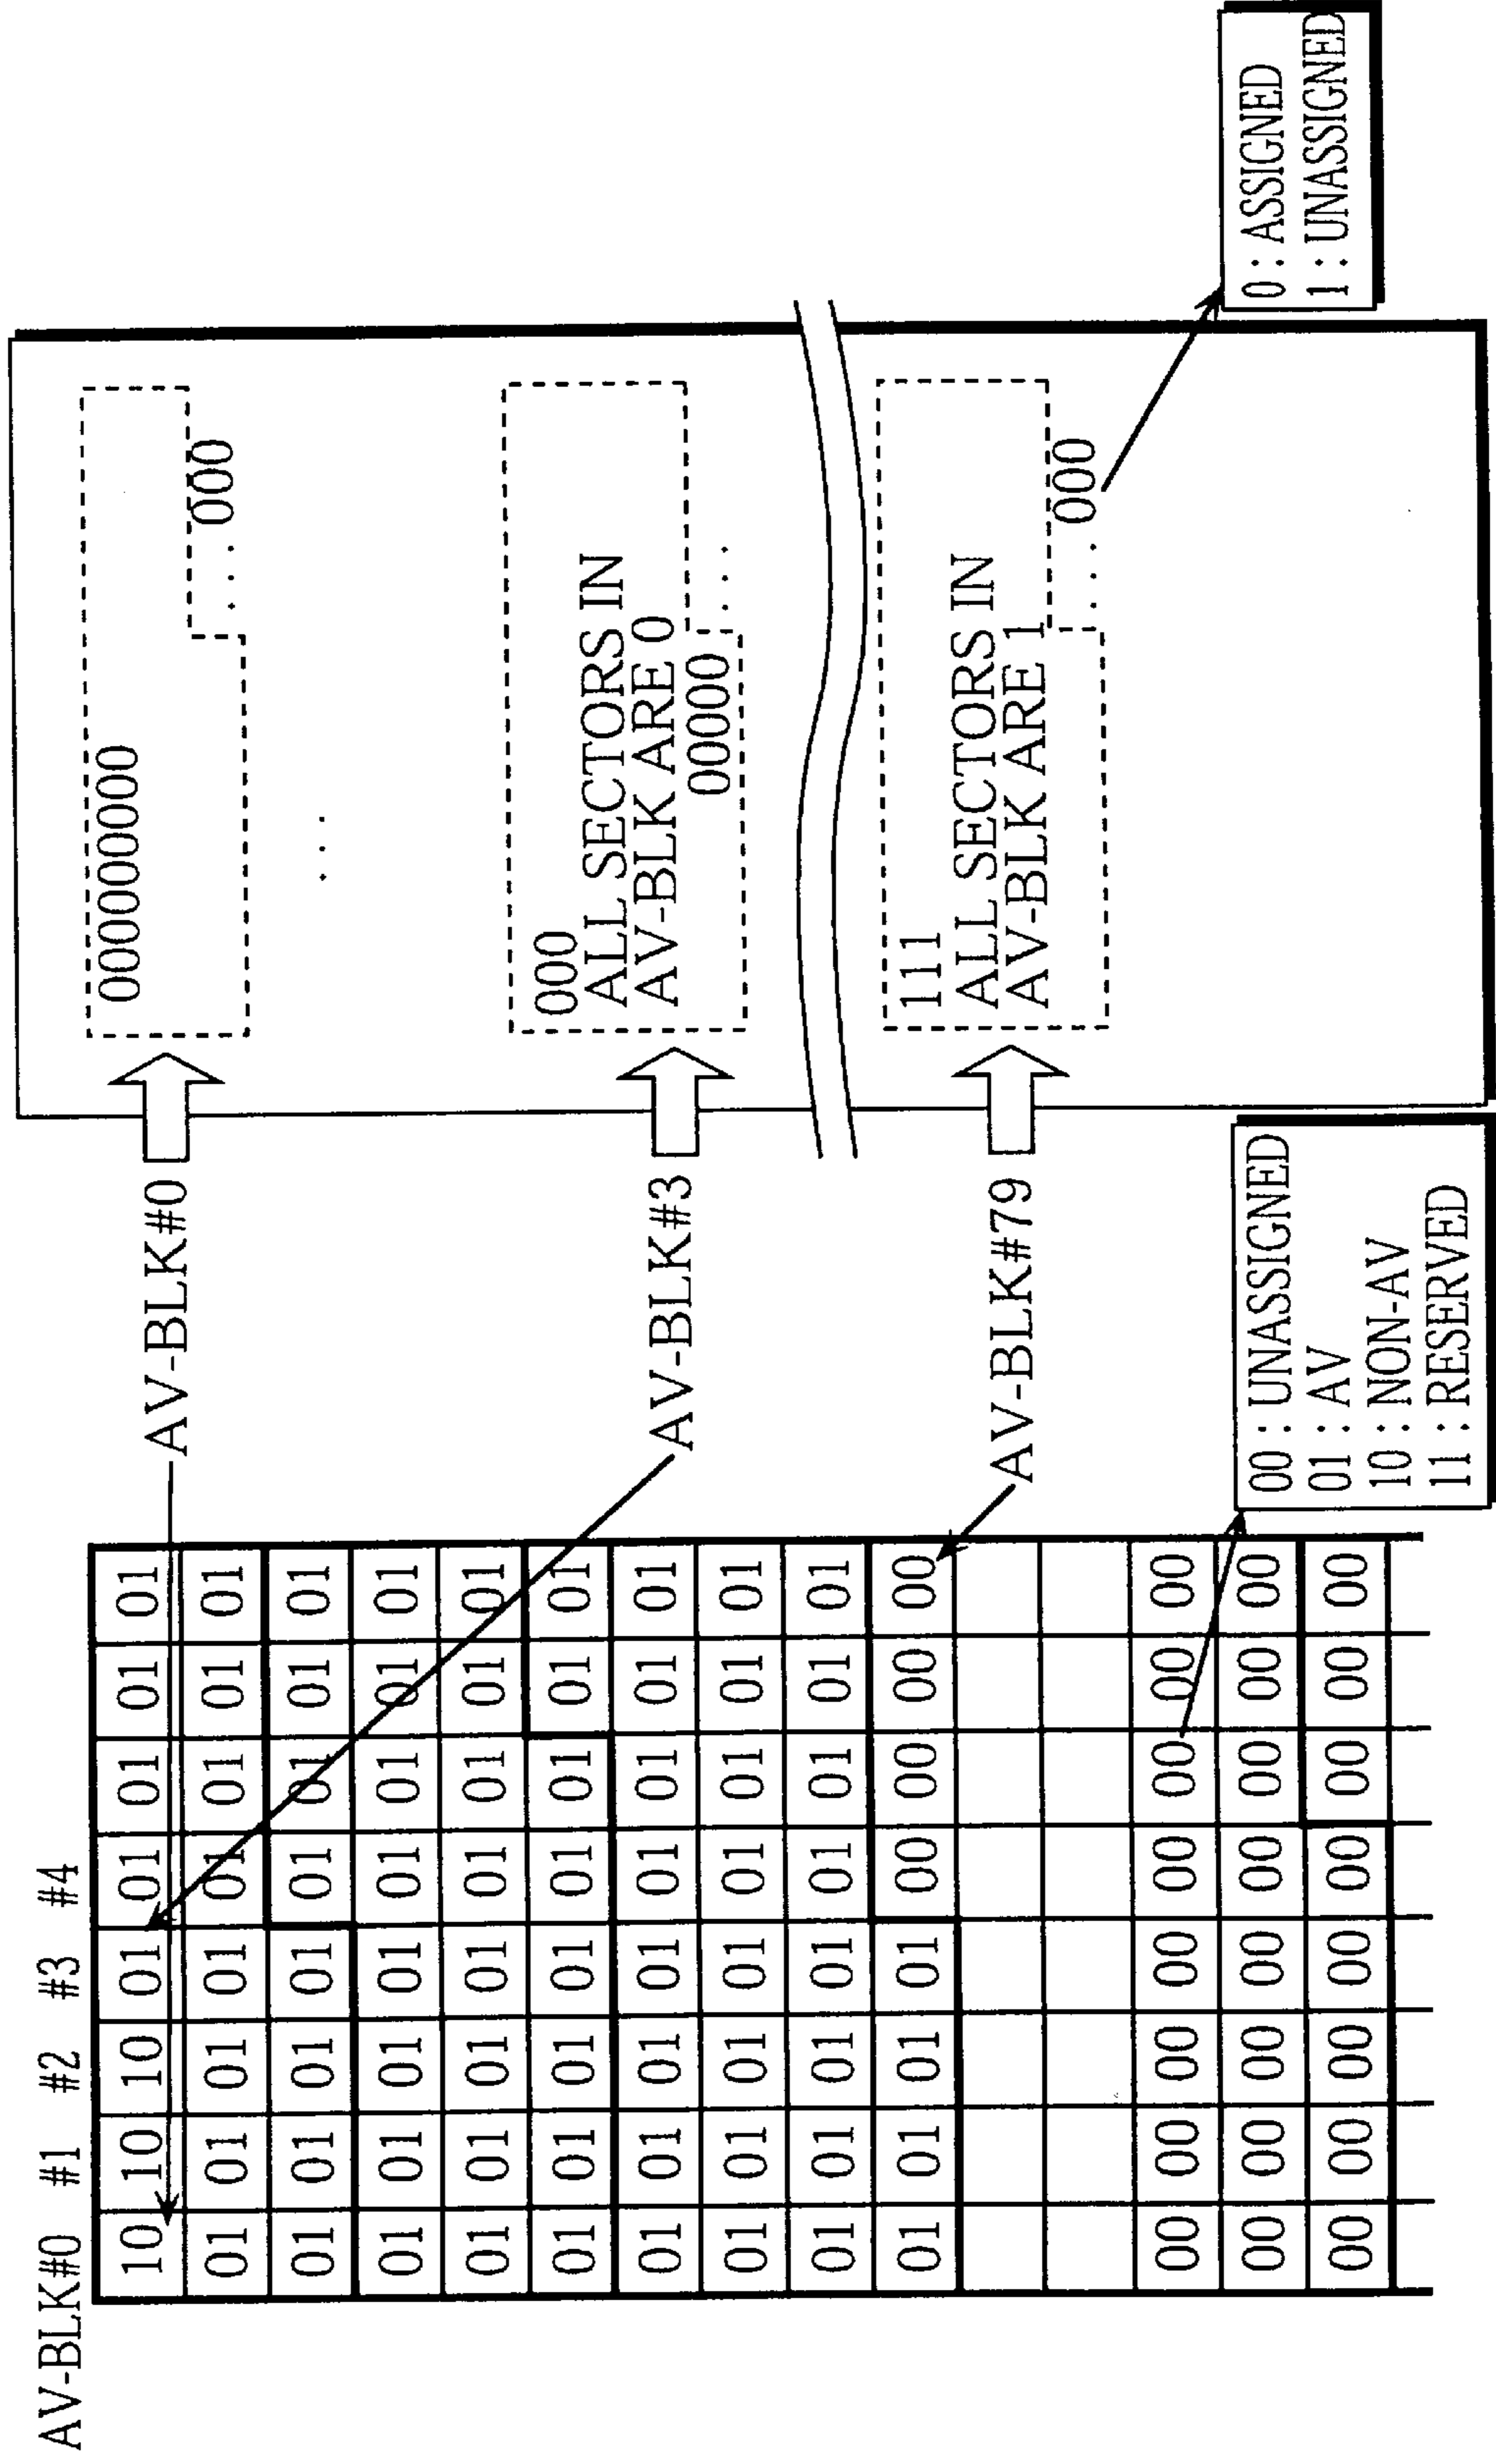 AV-BLK#0 #1 #2 #3 #4
10 10 10 01 01 01 01 01
01 01 01 01 01 01 01 01
01 01 01 01 01 01 01 01
01 01 01 01 01 01 01 01
01 01 01 01 01 01 01 01
01 01 01 01 01 01 01 01
01 01 01 01 01 01 01 01
01 01 01 01 01 01 01 01
01 01 01 01 01 01 01 01
01 01 01 01 00 00 00 00
00 00 00 00 00 00 00 00
00 00 00 00 00 00 00 00
00 00 00 00 00 00 00 00
AV-BLK#0
AV-BLK#3
AV-BLK#79
00 : UNASSIGNED
01 : AV
10 : NON-AV
11 : RESERVED
000000000
... 000
...
000
ALL SECTORS IN
AV-BLK ARE 0
00000 ...
111
ALL SECTORS IN
AV-BLK ARE 1
... 000
0 : ASSIGNED
1 : UNASSIGNED